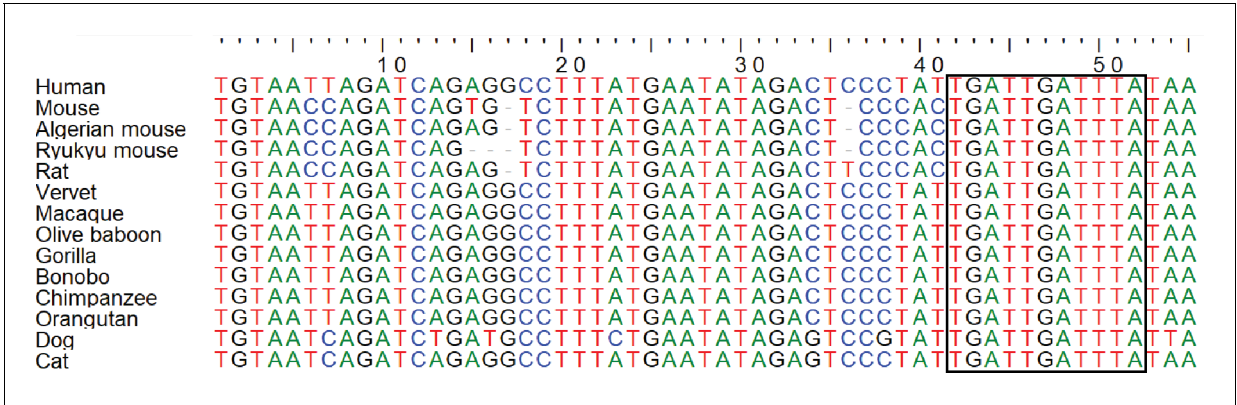 10 20 30 40 50
Human TGTAATTAGATCAGAGGCCTTTATGAATATAGACTCCCTATTGATTGATTTATAA
Mouse TGTAACCAGATCAGTG-TCTTTATGAATATAGACT-CCCACTGATTGATTTATAA
Algerian mouse TGTAACCAGATCAGAG-TCTTTATGAATATAGACT-CCCACTGATTGATTTATAA
Ryukyu mouse TGTAACCAGATCAG---TCTTTATGAATATAGACT-CCCACTGATTGATTTATAA
Rat TGTAACCAGATCAGAG-TCTTTATGAATATAGACTTCCCACTGATTGATTTATAA
Vervet TGTAATTAGATCAGAGGCCTTTATGAATATAGACTCCCTATTGATTGATTTATAA
Macaque TGTAATTAGATCAGAGGCCTTTATGAATATAGACTCCCTATTGATTGATTTATAA
Olive baboon TGTAATTAGATCAGAGGCCTTTATGAATATAGACTCCCTATTGATTGATTTATAA
Gorilla TGTAATTAGATCAGAGGCCTTTATGAATATAGACTCCCTATTGATTGATTTATAA
Bonobo TGTAATTAGATCAGAGGCCTTTATGAATATAGACTCCCTATTGATTGATTTATAA
Chimpanzee TGTAATTAGATCAGAGGCCTTTATGAATATAGACTCCCTATTGATTGATTTATAA
Orangutan TGTAATTAGATCAGAGGCCTTTATGAATATAGACTCCCTATTGATTGATTTATAA
Dog TGTAATCAGATCTGATGCCTTTCTGAATATAGAGTCCGTATTGATTGATTTATTA
Cat TGTAATCAGATCAGAGGCCTTTATGAATATAGAGTCCCTATTGATTGATTTATAA